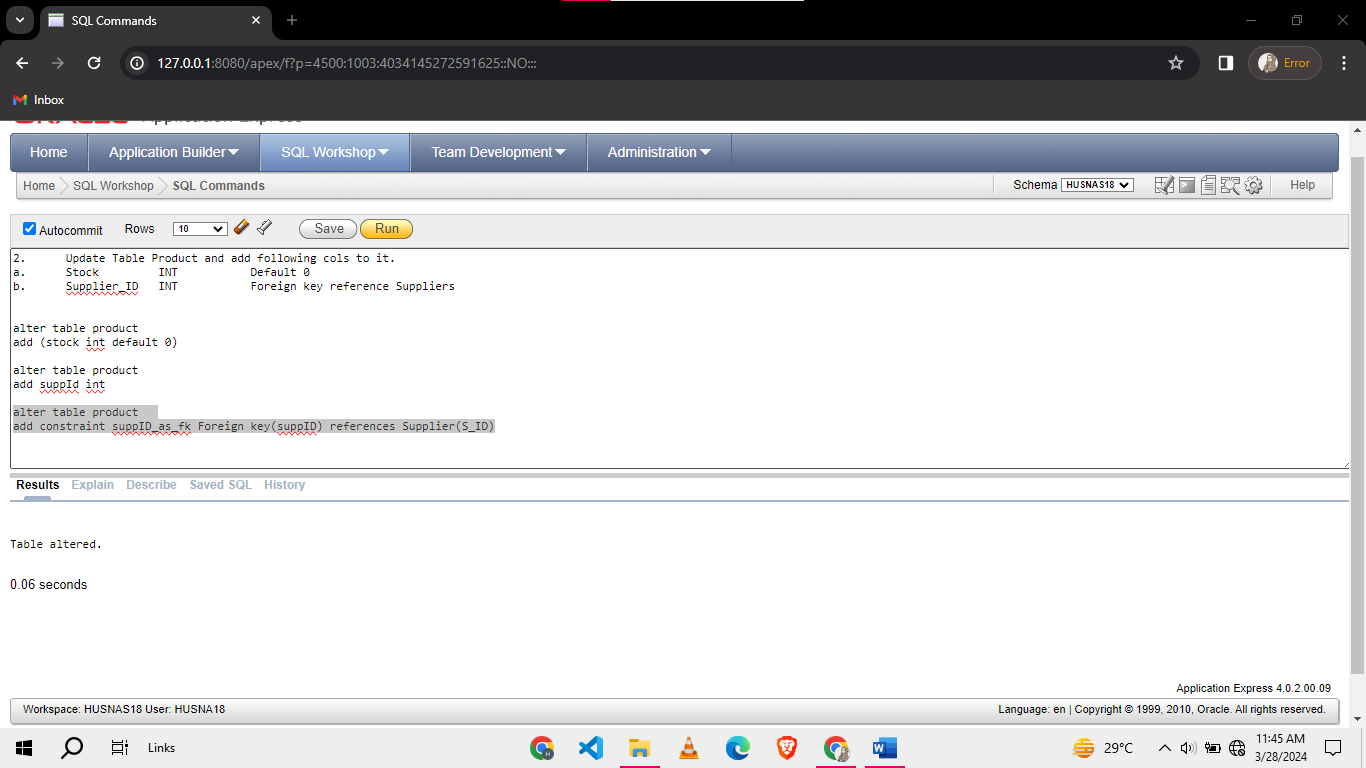 SQL Commands
127.0.0.1:8080/apex/f?p=4500:1003:4034145272591625::NO:::
Error
Inbox
Home Application Builder SQL Workshop Team Development Administration
Home SQL Workshop SQL Commands Schema HUSNAS18 Help
Autocommit Rows 10 Save Run
2. Update Table Product and add following cols to it.
a. Stock INT Default 0
b. Supplier_ID INT Foreign key reference Suppliers
alter table product
add (stock int default 0)
alter table product
add suppId int
alter table product
add constraint suppID_as_fk Foreign key(suppID) references Supplier(S_ID)
Results Explain Describe Saved SQL History
Table altered.
0.06 seconds
Application Express 4.0.2.00.09
Workspace: HUSNAS18 User: HUSNA18 Language: en | Copyright © 1999, 2010, Oracle. All rights reserved.
Links 29°C 11:45 AM
3/28/2024